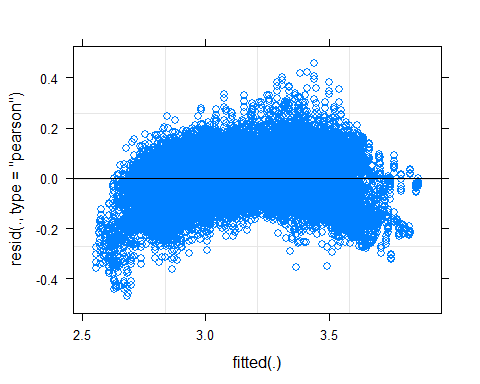 resid(., type = "pearson")
0.4
0.2
0.0
-0.2
-0.4
2.5 3.0 3.5
fitted(.)